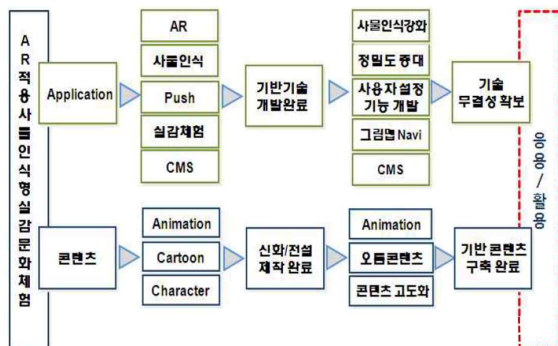 AR적용사물인식형실감문화체험
Application
AR
사물인식
Push
실감체험
CMS
기반기술
개발완료
사물인식강화
정밀도 증대
사용자설정
기능 개발
그림맵 Navi
CMS
기술
무결성 확보
콘텐츠
Animation
Cartoon
Character
신화/전설
제작 완료
Animation
오름콘텐츠
콘텐츠 고도화
기반 콘텐츠
구축 완료
응용/활용